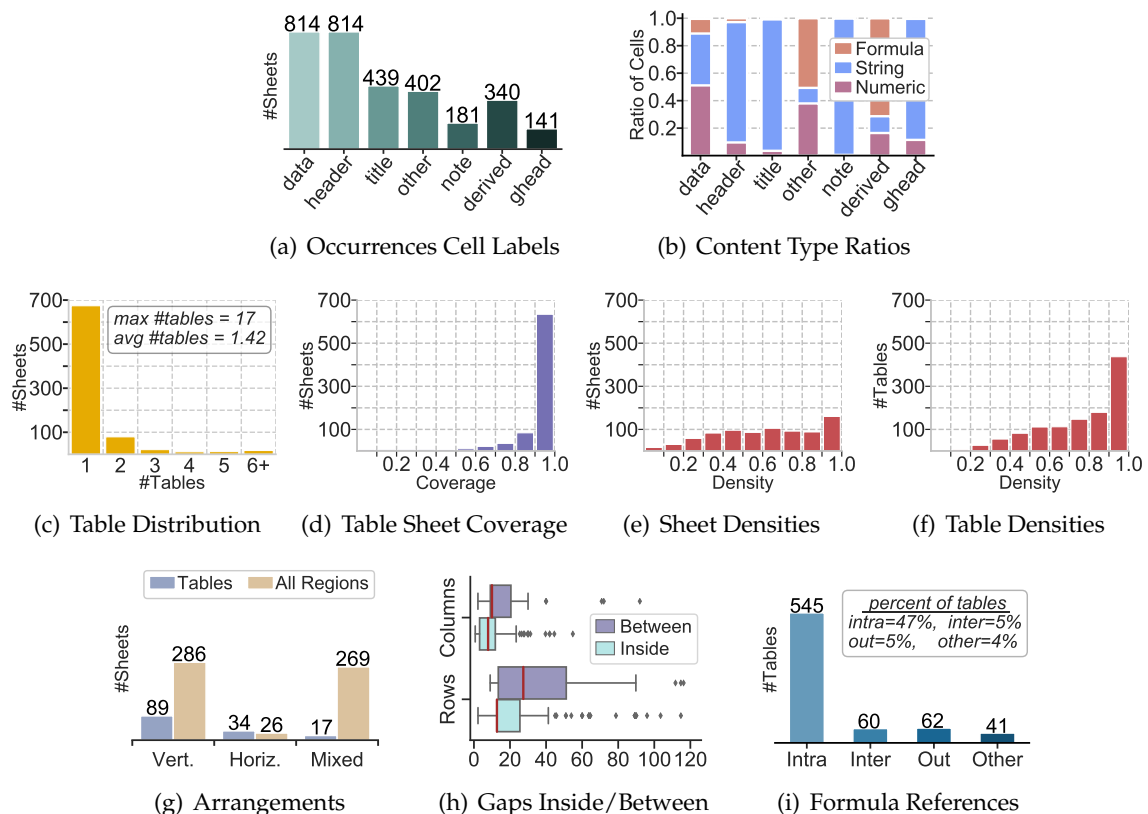 #Sheets
814 814 439 402 181 340 141
data header title other note derived ghead
(a) Occurrences Cell Labels
Ratio of Cells
1.0
0.8
0.6
0.4
0.2
Formula
String
Numeric
data header title other note derived ghead
(b) Content Type Ratios
#Sheets
700
500
300
100
max #tables = 17
avg #tables = 1.42
1 2 3 4 5 6+
#Tables
(c) Table Distribution
#Sheets
700
500
300
100
0.2 0.4 0.6 0.8 1.0
Coverage
(d) Table Sheet Coverage
#Sheets
700
500
300
100
0.2 0.4 0.6 0.8 1.0
Density
(e) Sheet Densities
#Tables
700
500
300
100
0.2 0.4 0.6 0.8 1.0
Density
(f) Table Densities
Tables All Regions
#Sheets
89 286 34 26 17 269
Vert. Horiz. Mixed
(g) Arrangements
Columns
Rows
Between
Inside
0 20 40 60 80 100 120
(h) Gaps Inside/Between
#Tables
545 60 62 41
percent of tables
intra=47%, inter=5%
out=5%, other=4%
Intra Inter Out Other
(i) Formula References